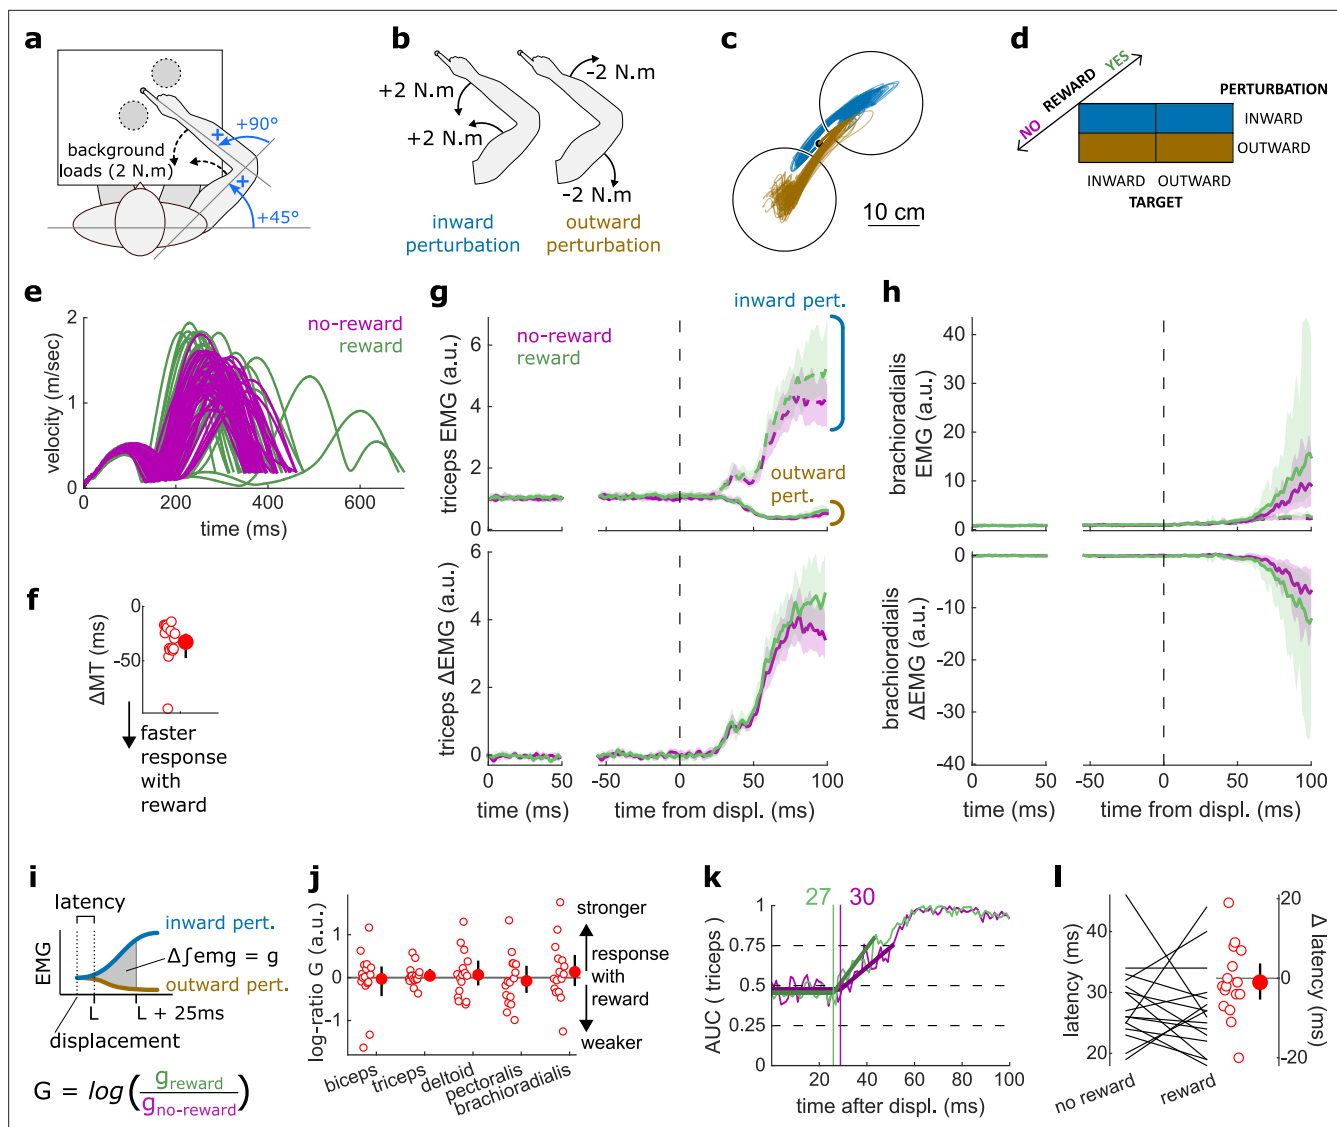 a
+90°
+
background
loads (2 N.m)
+
+45°
b
-2 N.m
+2 N.m
+2 N.m
-2 N.m
inward
perturbation
outward
perturbation
c
10 cm
d
NO REWARD YES
PERTURBATION
INWARD
OUTWARD
INWARD OUTWARD
TARGET
e
no-reward
reward
velocity (m/sec)
2
1
0
0 200 400 600
time (ms)
f
ΔMT (ms)
0
-50
faster
response
with
reward
g
inward pert.
no-reward
reward
outward
pert.
triceps EMG (a.u.)
6
4
2
0
triceps ΔEMG (a.u.)
6
4
2
0
0 50 -50 0 50 100
time (ms) time from displ. (ms)
h
brachioradialis
EMG (a.u.)
40
30
20
10
0
brachioradialis
ΔEMG (a.u.)
0
-10
-20
-30
-40
0 50 -50 0 50 100
time (ms) time from displ. (ms)
i
latency
EMG
inward pert.
Δ∫emg = g
outward pert.
L L + 25ms
displacement
G = log(g reward / g no-reward)
j
log-ratio G (a.u.)
1
0
-1
stronger
response
with
reward
weaker
biceps
triceps
deltoid
pectoralis
brachioradialis
k
27 30
AUC ( triceps )
1
0.75
0.5
0.25
0
20 40 60 80 100
time after displ. (ms)
l
latency (ms)
40
30
20
no reward
reward
20
0
-20
Δ latency (ms)